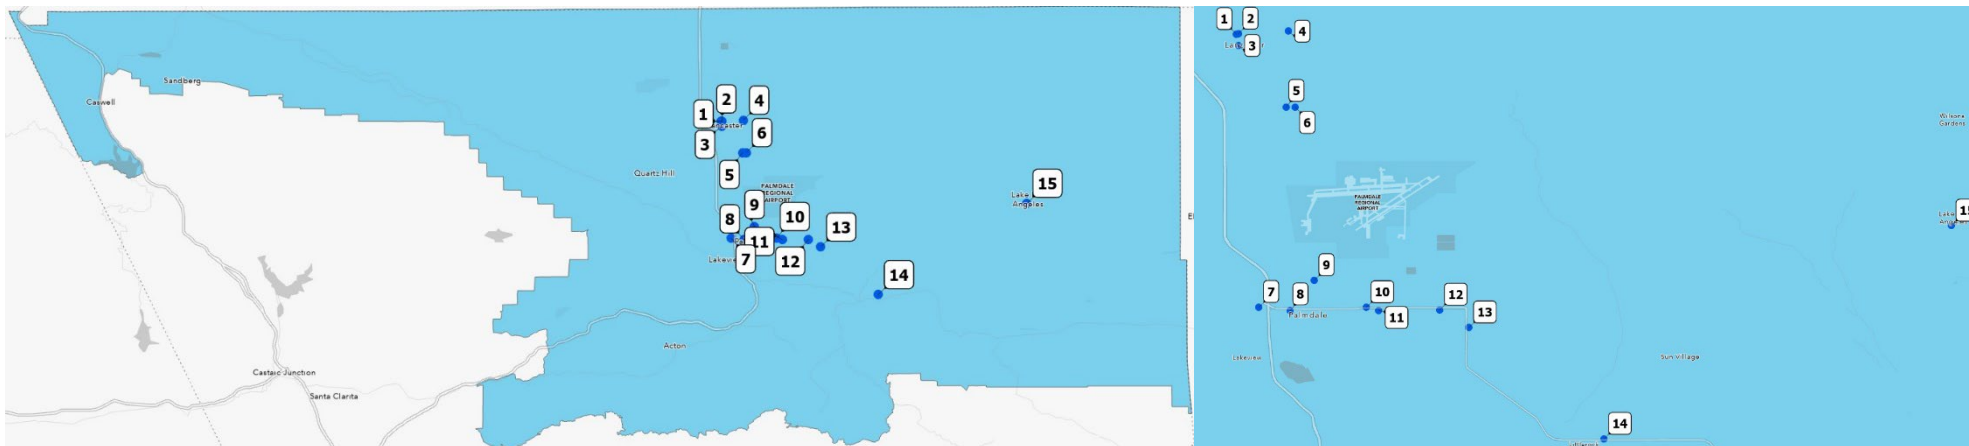 Sandberg
Caswell
1
2
4
3
6
5
Quartz Hill
PALMDALE
REGIONAL
AIRPORT
15
Lake
Angeles
9
8
10
11
13
7
12
14
Acton
Castaic Junction
Santa Clarita
1
2
4
3
5
6
PALMDALE
REGIONAL
AIRPORT
9
7
8
10
12
Palmdale
11
13
Lakeview
Sun Village
14